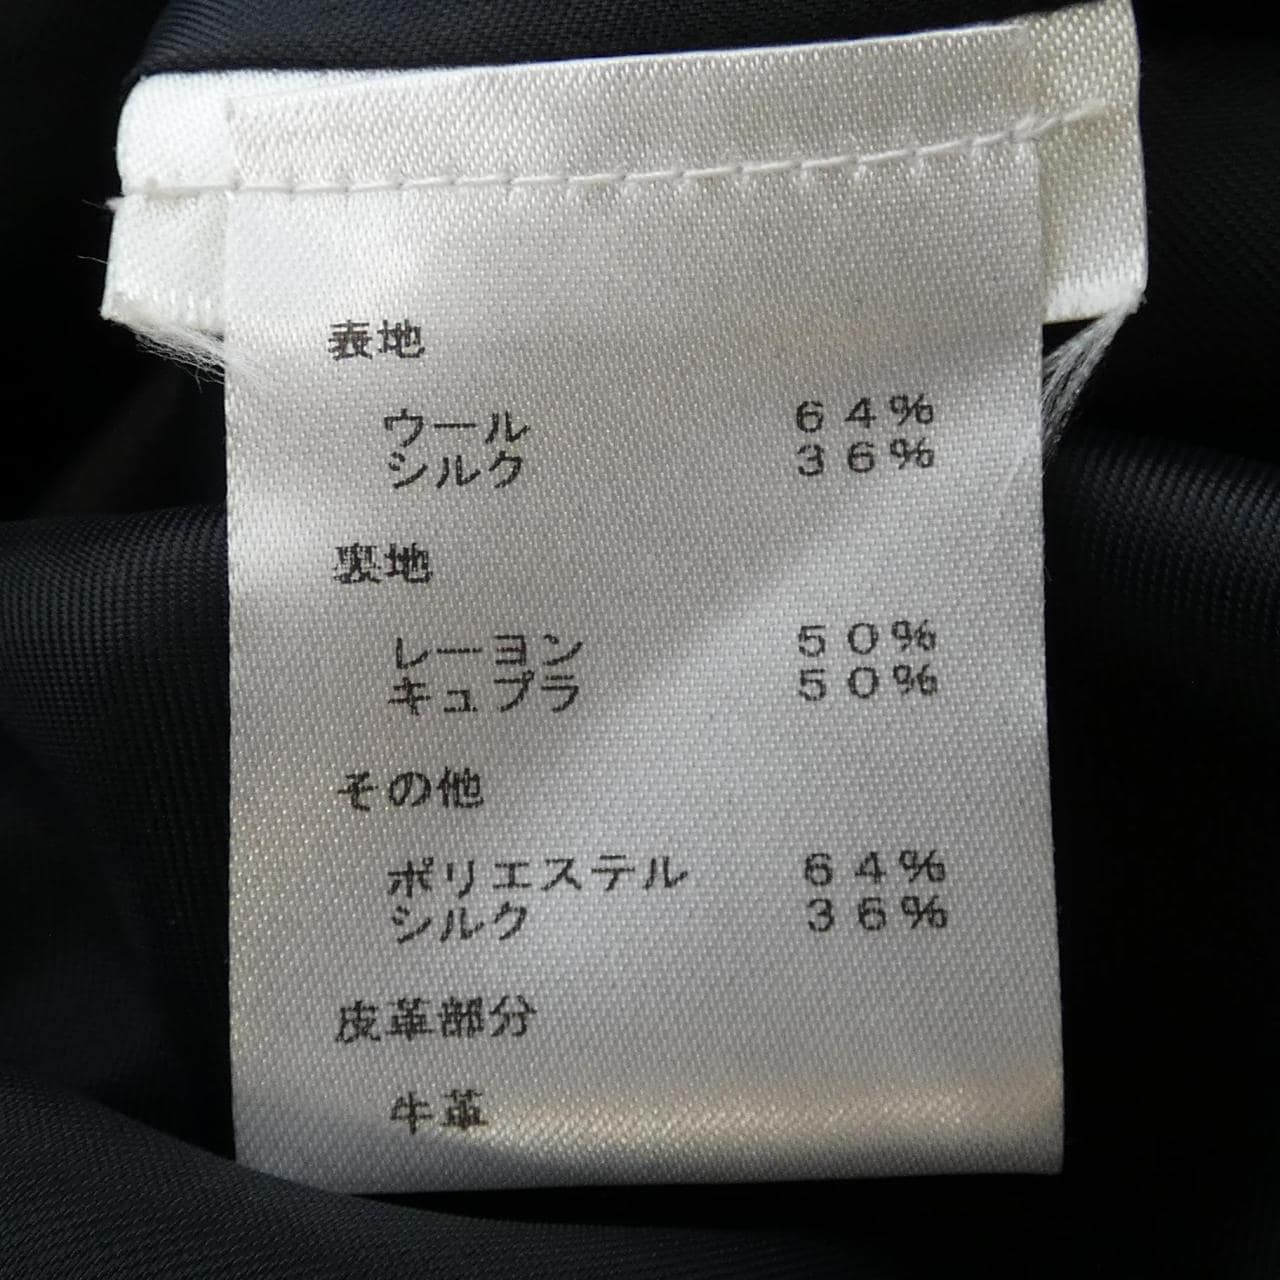 表地
ウール 64%
シルク 36%
裏地
レーヨン 50%
キュプラ 50%
その他
ポリエステル 64%
シルク 36%
皮革部分
牛革